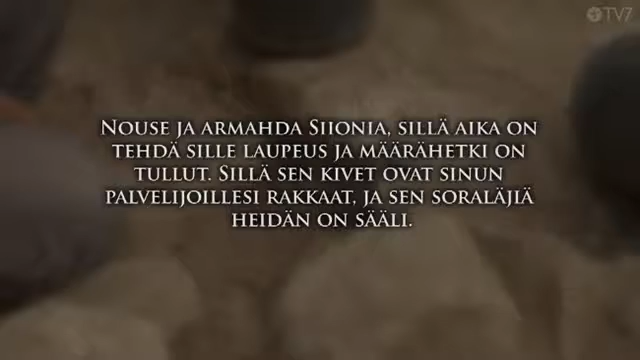 TV7
NOUSE JA ARMAHDA SIIONIA, SILLÄ AIKA ON
TEHDÄ SILLE LAUPEUS JA MÄÄRÄHETKI ON
TULLUT. SILLÄ SEN KIVET OVAT SINUN
PALVELIJOILLESI RAKKAAT, JA SEN SORALÄJIÄ
HEIDÄN ON SÄÄLI.